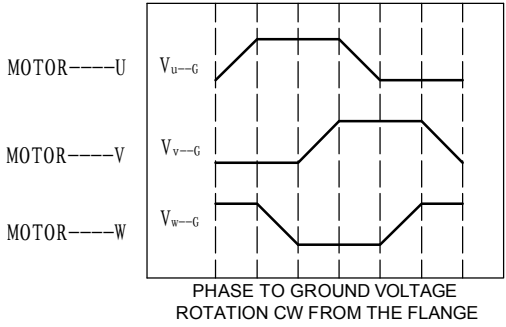 MOTOR----U Vu--G
MOTOR----V Vv--G
MOTOR----W Vw--G
PHASE TO GROUND VOLTAGE
ROTATION CW FROM THE FLANGE